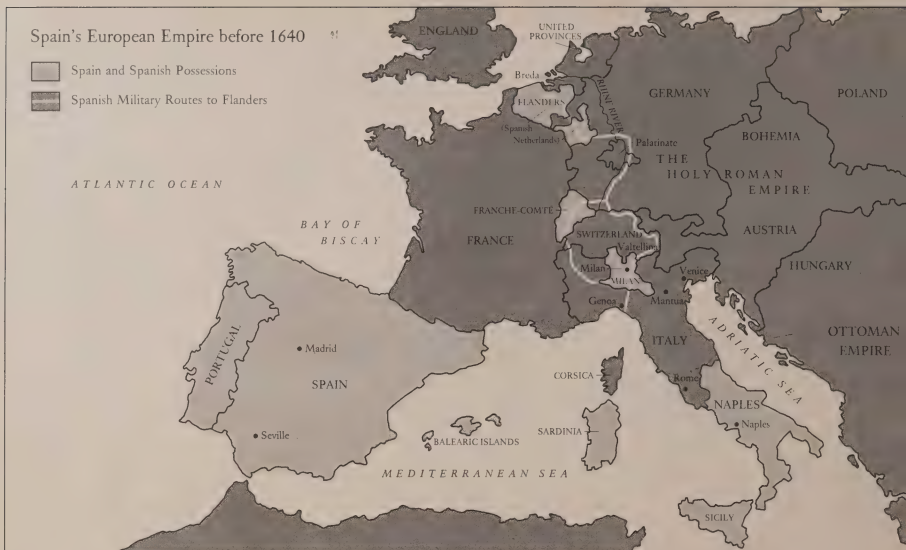 Spain's European Empire before 1640
Spain and Spanish Possessions
Spanish Military Routes to Flanders
ENGLAND
UNITED
PROVINCES
Breda
FLANDERS
(Spanish
Netherlands)
RHINE RIVER
GERMANY
POLAND
Palatinate
BOHEMIA
THE
HOLY ROMAN
EMPIRE
ATLANTIC OCEAN
BAY OF
BISCAY
FRANCHE-COMTÉ
FRANCE
SWITZERLAND
Valtelline
AUSTRIA
HUNGARY
Milan
MILAN
Venice
Genoa
Mantua
OTTOMAN
EMPIRE
ITALY
ADRIATIC SEA
PORTUGAL
Madrid
SPAIN
CORSICA
Rome
NAPLES
Naples
Seville
BALEARIC ISLANDS
SARDINIA
MEDITERRANEAN SEA
SICILY